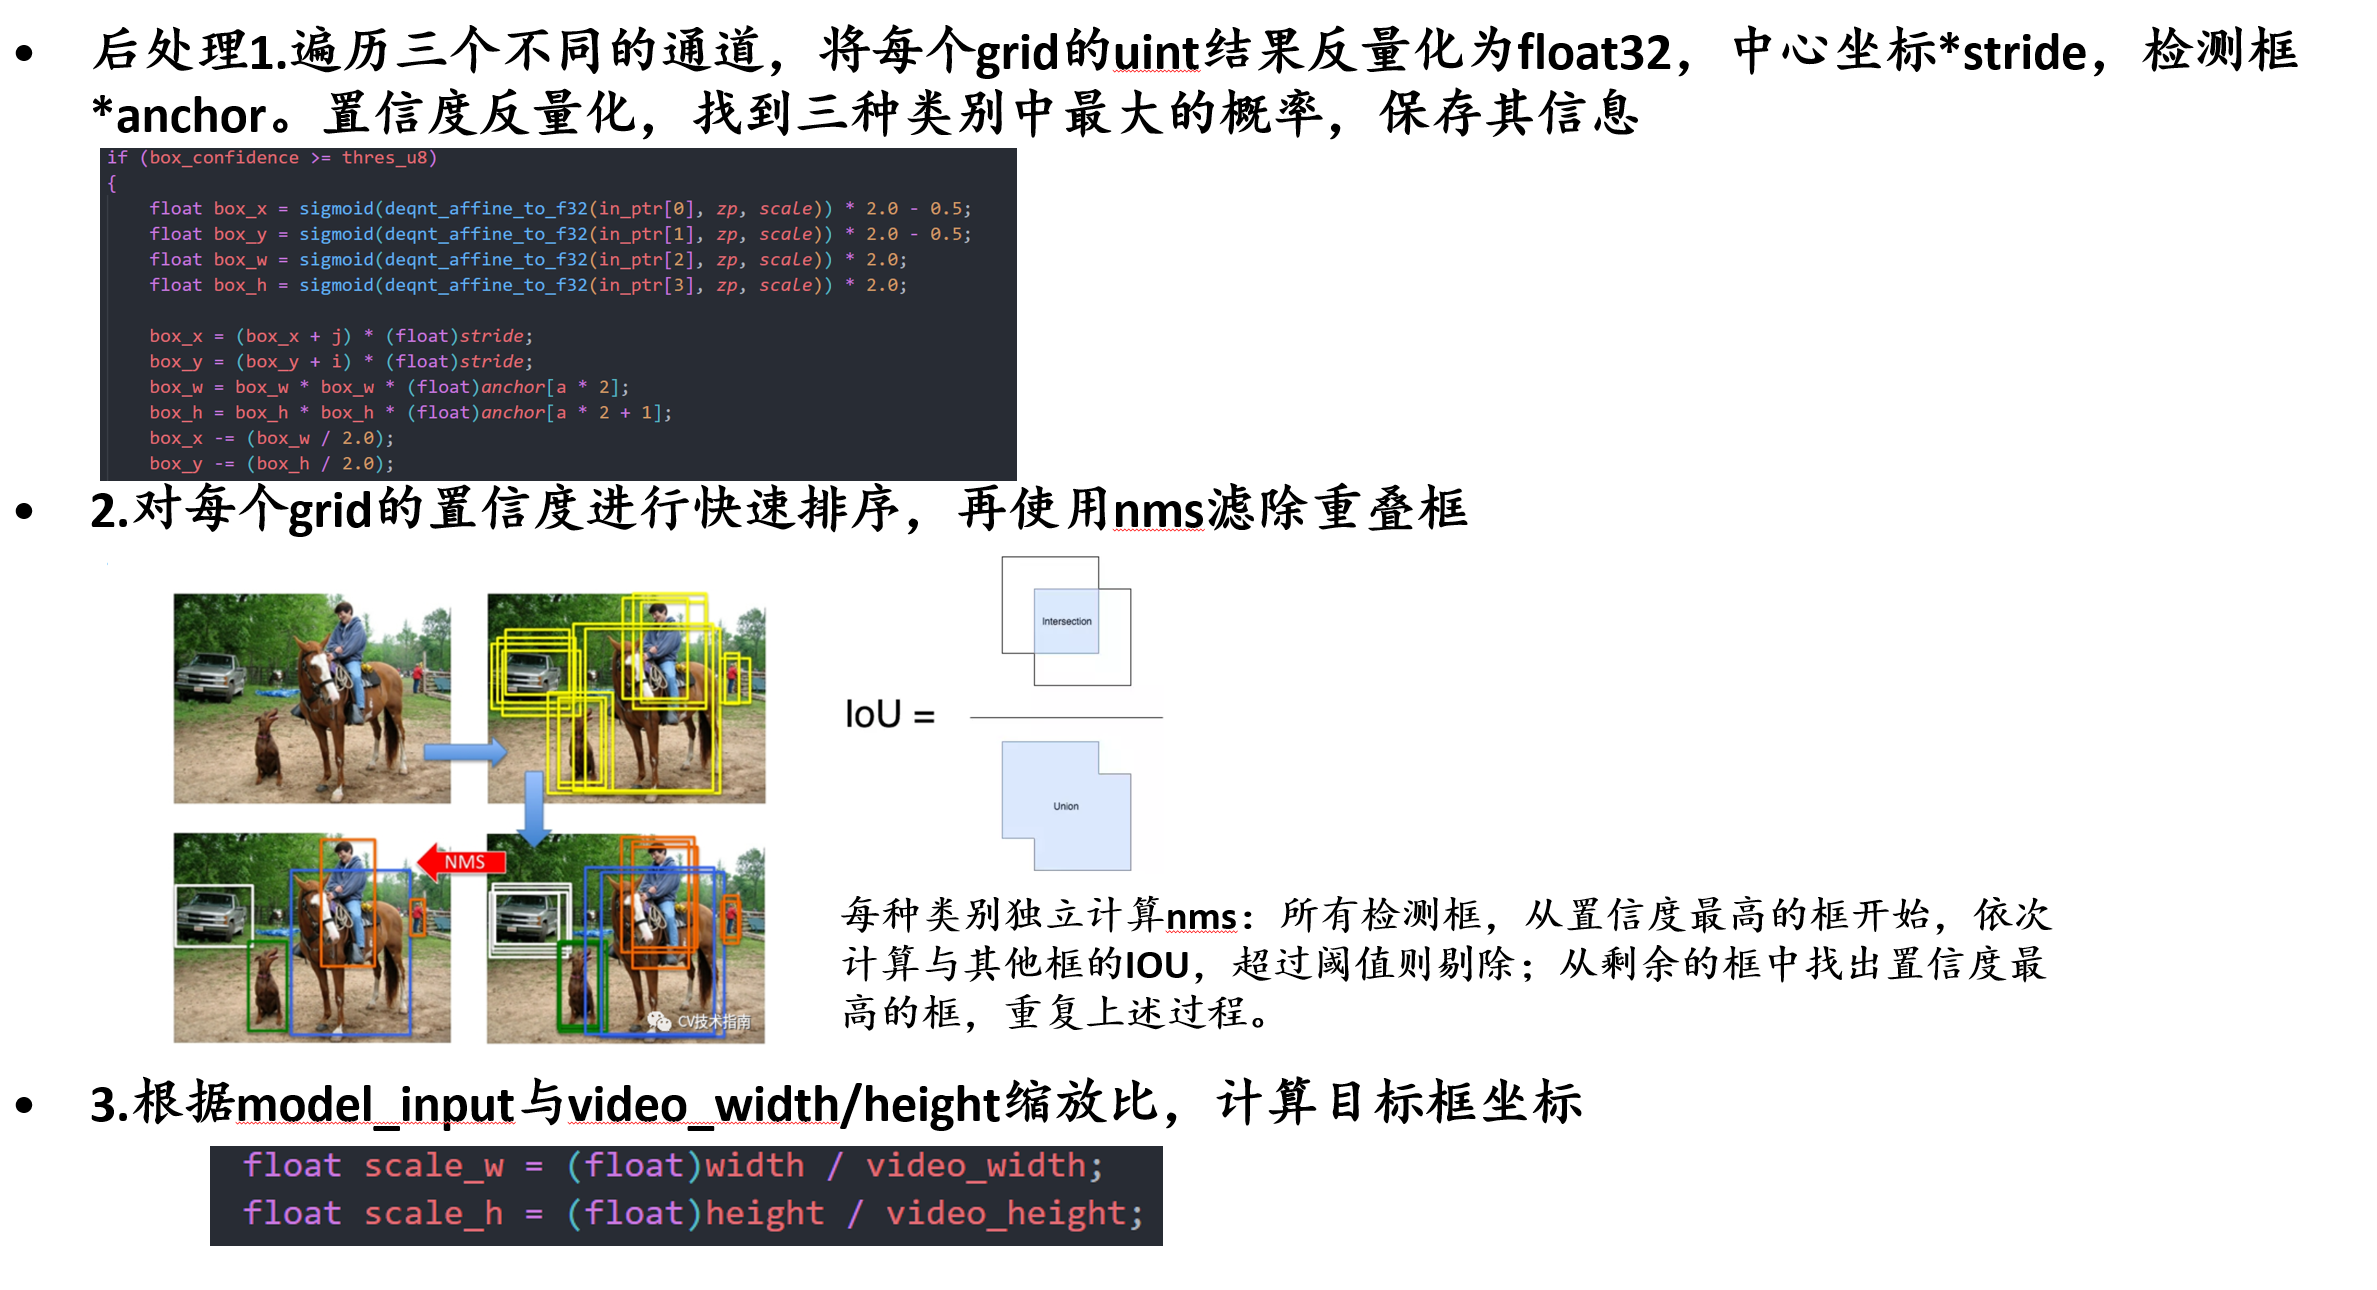 • 后处理1.遍历三个不同的通道，将每个grid的uint结果反量化为float32，中心坐标*stride，检测框
*anchor。置信度反量化，找到三种类别中最大的概率，保存其信息
if (box_confidence >= thres_u8)
{
float box_x = sigmoid(deqnt_affine_to_f32(in_ptr[0], zp, scale)) * 2.0 - 0.5;
float box_y = sigmoid(deqnt_affine_to_f32(in_ptr[1], zp, scale)) * 2.0 - 0.5;
float box_w = sigmoid(deqnt_affine_to_f32(in_ptr[2], zp, scale)) * 2.0;
float box_h = sigmoid(deqnt_affine_to_f32(in_ptr[3], zp, scale)) * 2.0;
box_x = (box_x + j) * (float)stride;
box_y = (box_y + i) * (float)stride;
box_w = box_w * box_w * (float)anchor[a * 2];
box_h = box_h * box_h * (float)anchor[a * 2 + 1];
box_x -= (box_w / 2.0);
box_y -= (box_h / 2.0);
• 2.对每个grid的置信度进行快速排序，再使用nms滤除重叠框
NMS
CV技术指南
Intersection
IoU =
Union
每种类别独立计算nms：所有检测框，从置信度最高的框开始，依次
计算与其他框的IOU，超过阈值则剔除；从剩余的框中找出置信度最
高的框，重复上述过程。
• 3.根据model_input与video_width/height缩放比，计算目标框坐标
float scale_w = (float)width / video_width;
float scale_h = (float)height / video_height;